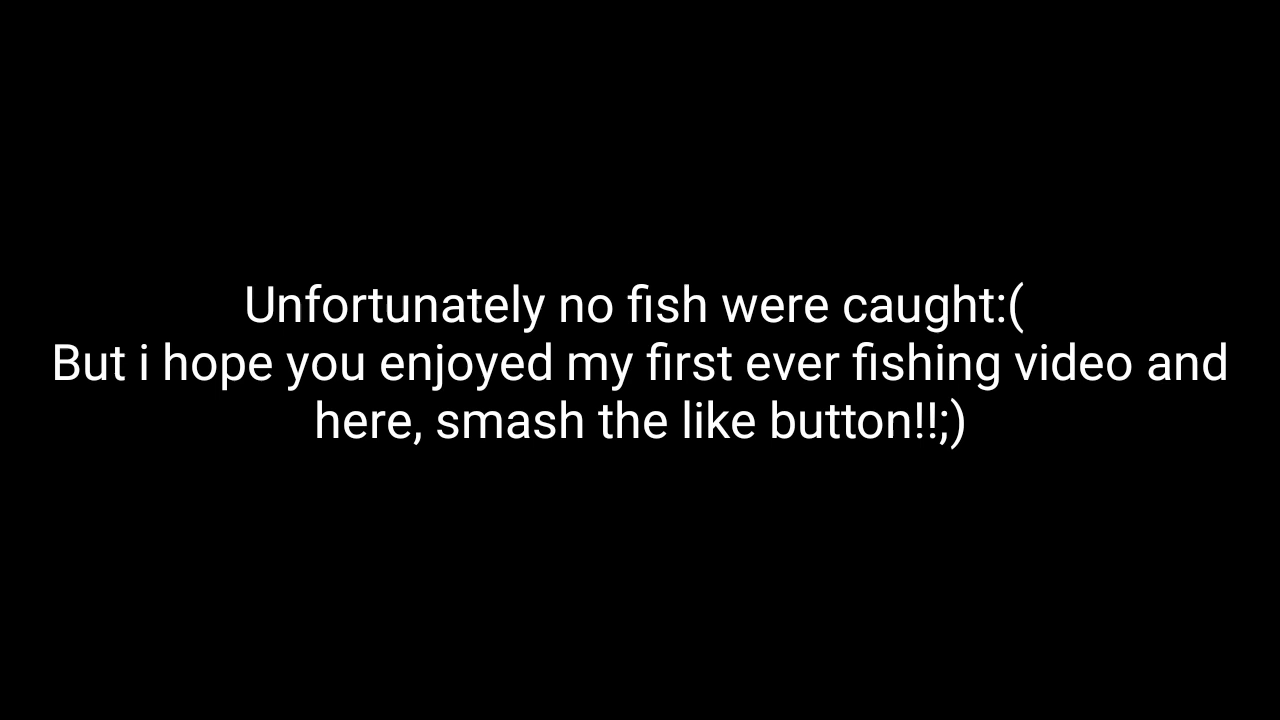 Unfortunately no fish were caught:(
But i hope you enjoyed my first ever fishing video and
here, smash the like button!!;)